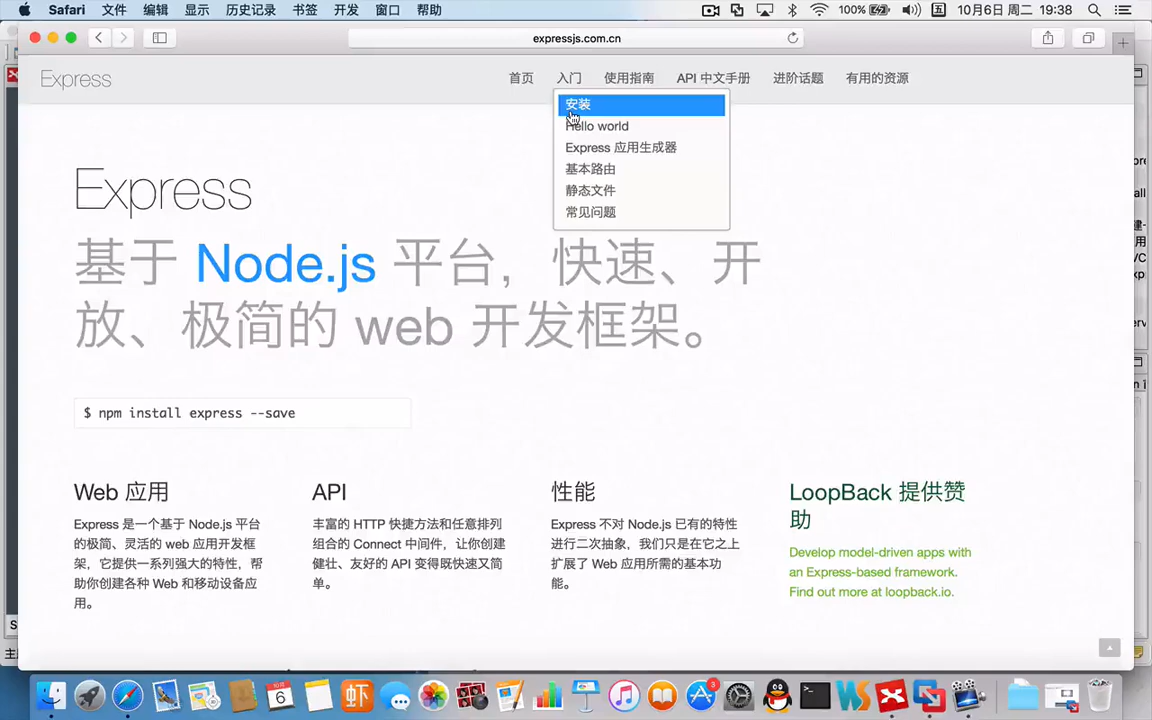 Safari 文件 编辑 显示 历史记录 书签 开发 窗口 帮助 100% 五 10月6日 周二 19:38
expressjs.com.cn
Express 首页 入门 使用指南 API 中文手册 进阶话题 有用的资源
安装
Hello world
Express 应用生成器
基本路由
静态文件
常见问题
Express
基于 Node.js 平台，快速、开
放、极简的 web 开发框架。
$ npm install express --save
Web 应用
Express 是一个基于 Node.js 平台
的极简、灵活的 web 应用开发框
架，它提供一系列强大的特性，帮
助你创建各种 Web 和移动设备应
用。
API
丰富的 HTTP 快捷方法和任意排列
组合的 Connect 中间件，让你创建
健壮、友好的 API 变得既快速又简
单。
性能
Express 不对 Node.js 已有的特性
进行二次抽象，我们只是在它之上
扩展了 Web 应用所需的基本功
能。
LoopBack 提供赞
助
Develop model-driven apps with
an Express-based framework.
Find out more at loopback.io.